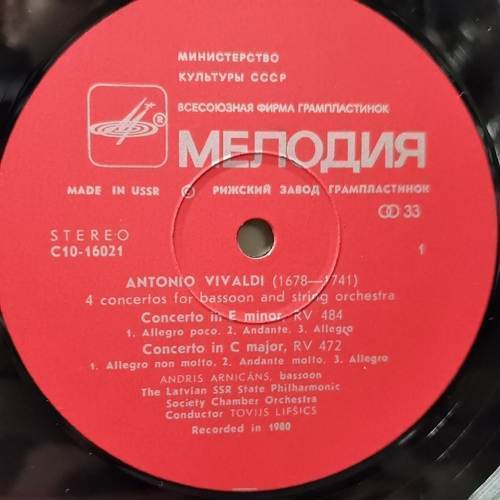 МИНИСТЕРСТВО
КУЛЬТУРЫ СССР
ВСЕСОЮЗНАЯ ФИРМА ГРАМПЛАСТИНОК
® МЕЛОДИЯ
MADE IN USSR РИЖСКИЙ ЗАВОД ГРАМПЛАСТИНОК
33
STEREO
C10-16021 1
ANTONIO VIVALDI (1678—1741)
4 concertos for bassoon and string orchestra
Concerto in E minor, RV 484
1. Allegro poco. 2. Andante. 3. Allegro
Concerto in C major, RV 472
1. Allegro non molto. 2. Andante molto. 3. Allegro
ANDRIS ARNICĀNS, bassoon
The Latvian SSR State Philharmonic
Society Chamber Orchestra
Conductor TOVIJS LIFŠICS
Recorded in 1980